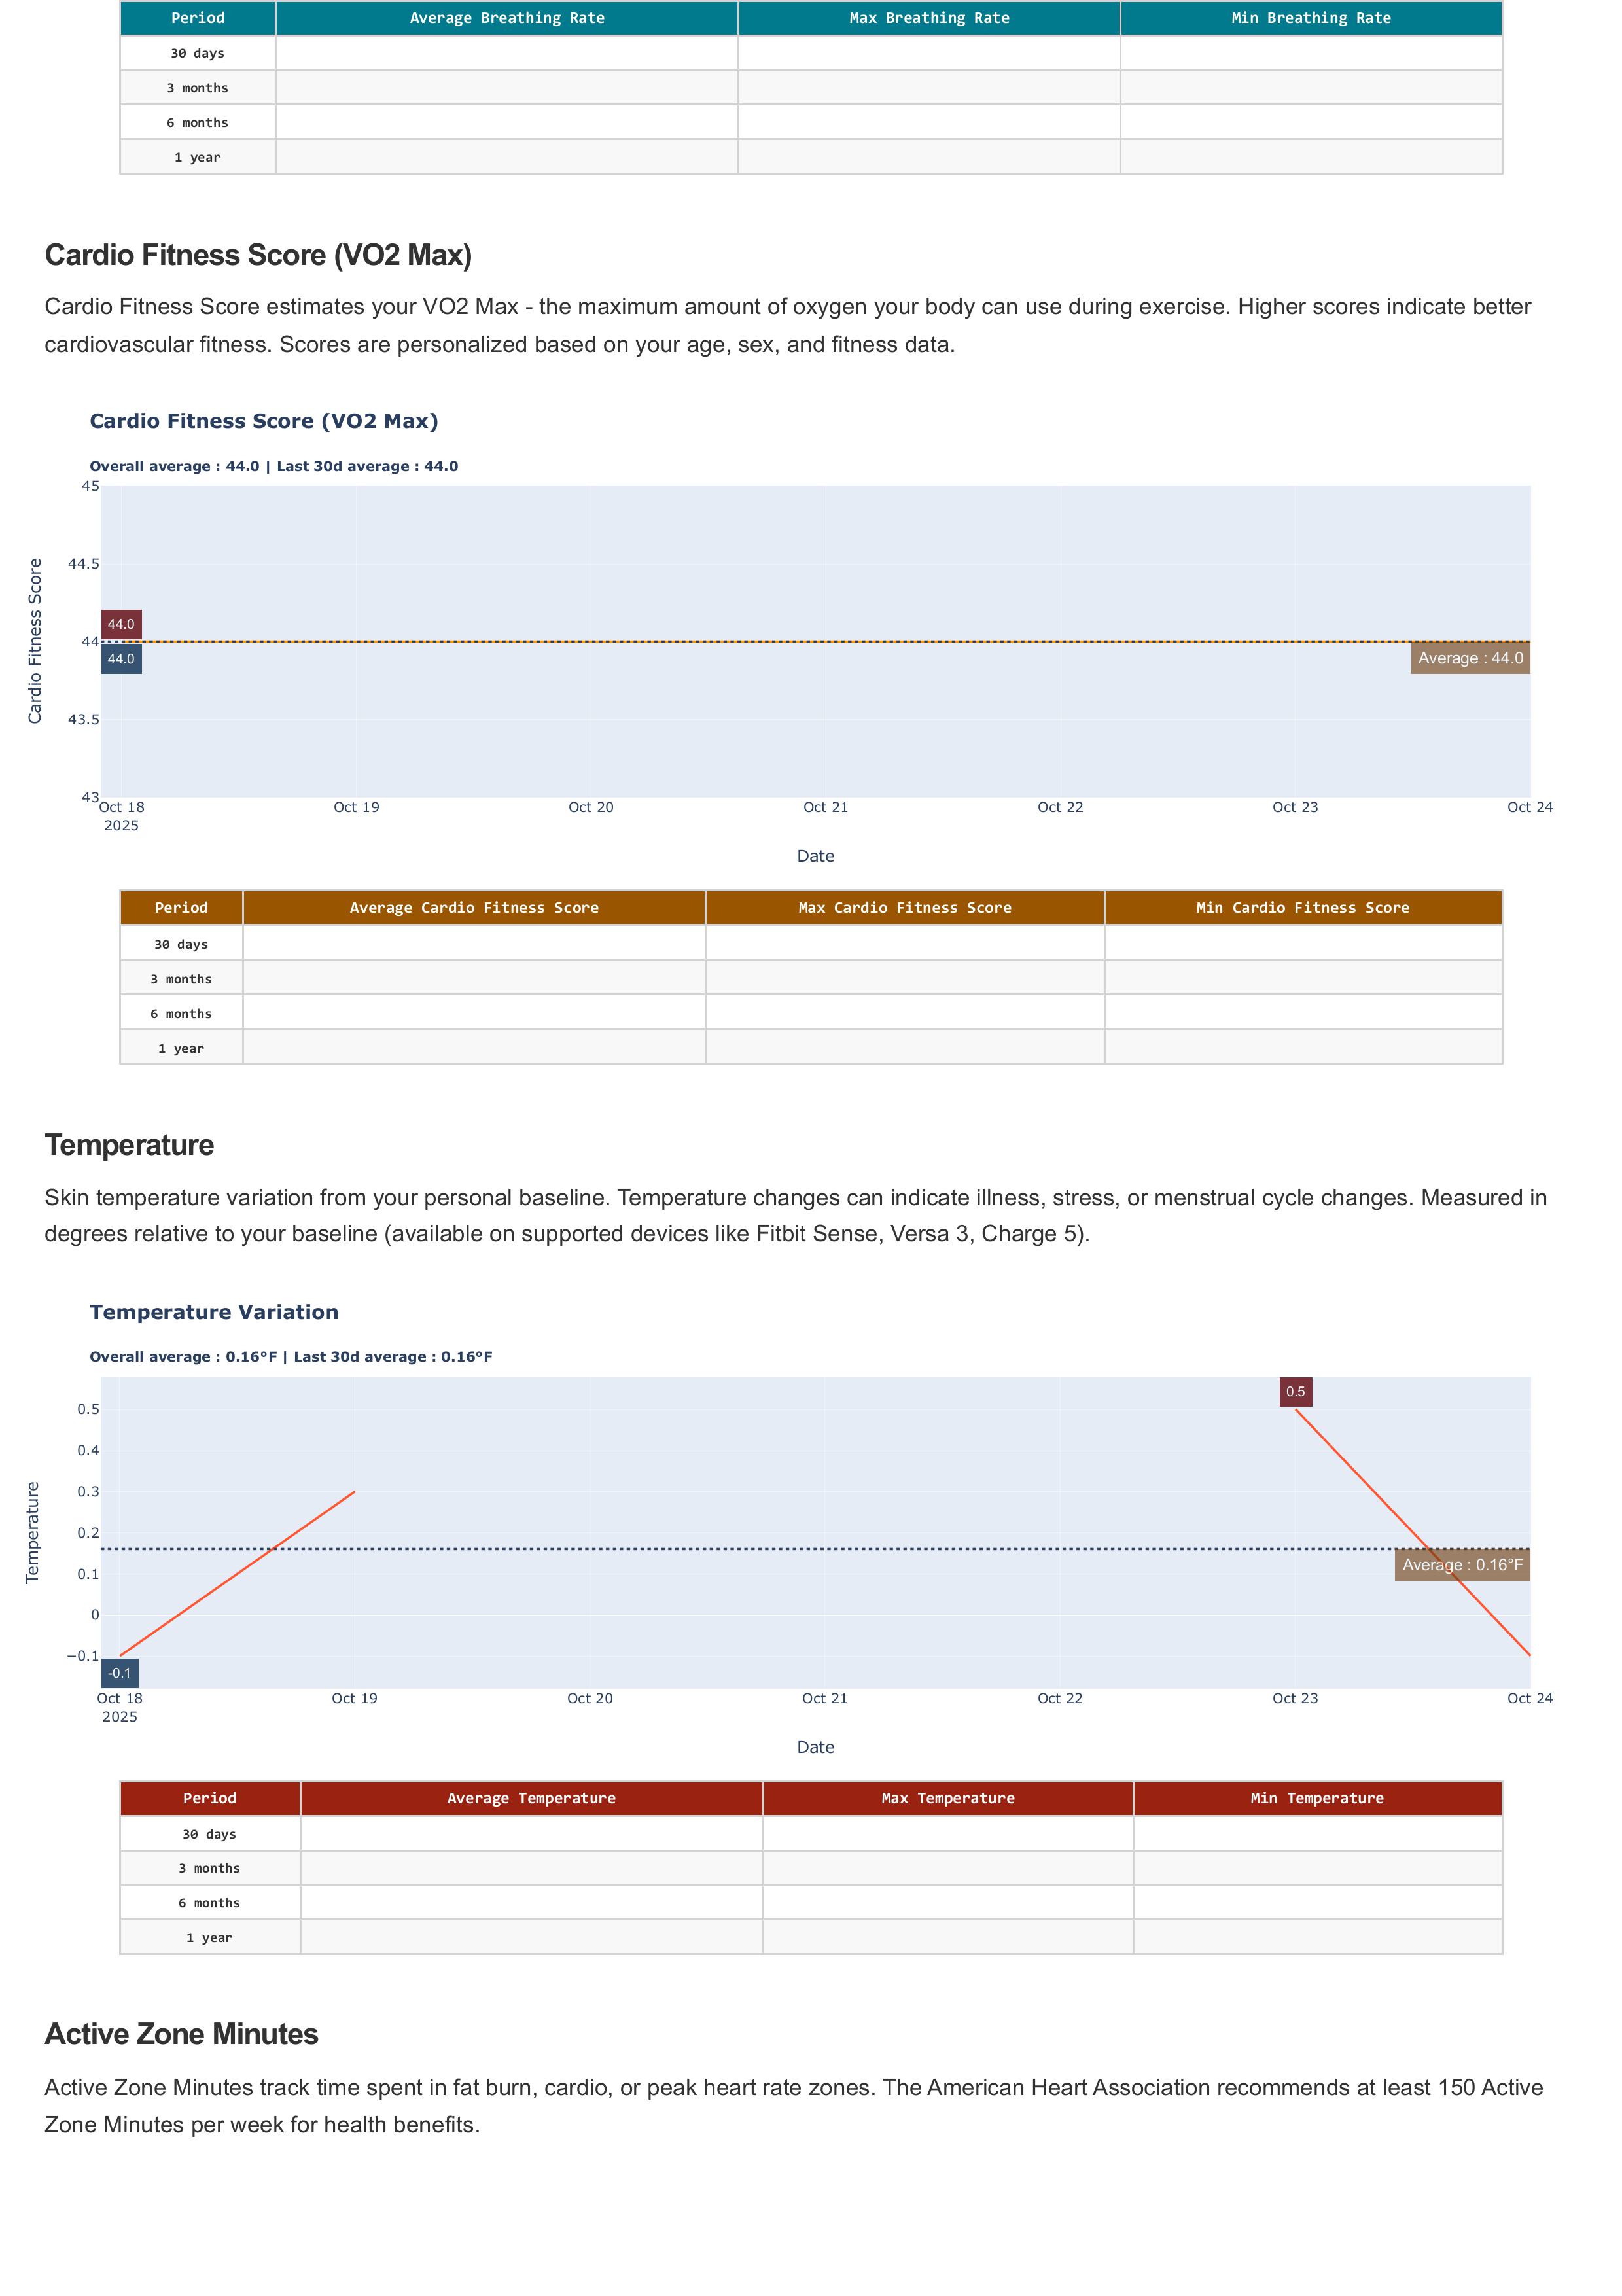 Period Average Breathing Rate Max Breathing Rate Min Breathing Rate
30 days
3 months
6 months
1 year
Cardio Fitness Score (VO2 Max)
Cardio Fitness Score estimates your VO2 Max - the maximum amount of oxygen your body can use during exercise. Higher scores indicate better
cardiovascular fitness. Scores are personalized based on your age, sex, and fitness data.
Cardio Fitness Score (VO2 Max)
Overall average : 44.0 | Last 30d average : 44.0
Cardio Fitness Score
45
44.5
44
43.5
43
44.0
44.0
Average : 44.0
Oct 18 Oct 19 Oct 20 Oct 21 Oct 22 Oct 23 Oct 24
2025
Date
Period Average Cardio Fitness Score Max Cardio Fitness Score Min Cardio Fitness Score
30 days
3 months
6 months
1 year
Temperature
Skin temperature variation from your personal baseline. Temperature changes can indicate illness, stress, or menstrual cycle changes. Measured in
degrees relative to your baseline (available on supported devices like Fitbit Sense, Versa 3, Charge 5).
Temperature Variation
Overall average : 0.16°F | Last 30d average : 0.16°F
Temperature
0.5
0.4
0.3
0.2
0.1
0
−0.1
0.5
Average : 0.16°F
-0.1
Oct 18 Oct 19 Oct 20 Oct 21 Oct 22 Oct 23 Oct 24
2025
Date
Period Average Temperature Max Temperature Min Temperature
30 days
3 months
6 months
1 year
Active Zone Minutes
Active Zone Minutes track time spent in fat burn, cardio, or peak heart rate zones. The American Heart Association recommends at least 150 Active
Zone Minutes per week for health benefits.